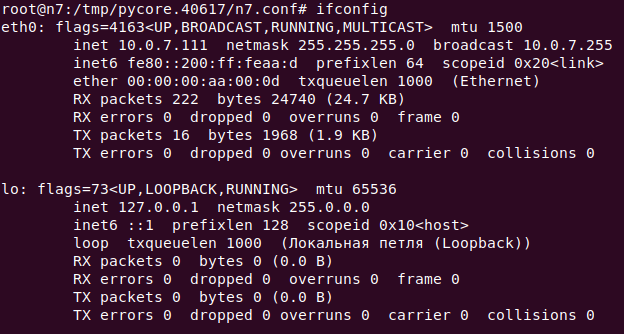 root@n7:/tmp/pycore.40617/n7.conf# ifconfig
eth0: flags=4163<UP,BROADCAST,RUNNING,MULTICAST>  mtu 1500
        inet 10.0.7.111  netmask 255.255.255.0  broadcast 10.0.7.255
        inet6 fe80::200:ff:feaa:d  prefixlen 64  scopeid 0x20<link>
        ether 00:00:00:aa:00:0d  txqueuelen 1000  (Ethernet)
        RX packets 222  bytes 24740 (24.7 KB)
        RX errors 0  dropped 0  overruns 0  frame 0
        TX packets 16  bytes 1968 (1.9 KB)
        TX errors 0  dropped 0 overruns 0  carrier 0  collisions 0

lo: flags=73<UP,LOOPBACK,RUNNING>  mtu 65536
        inet 127.0.0.1  netmask 255.0.0.0
        inet6 ::1  prefixlen 128  scopeid 0x10<host>
        loop  txqueuelen 1000  (Локальная петля (Loopback))
        RX packets 0  bytes 0 (0.0 B)
        RX errors 0  dropped 0  overruns 0  frame 0
        TX packets 0  bytes 0 (0.0 B)
        TX errors 0  dropped 0 overruns 0  carrier 0  collisions 0